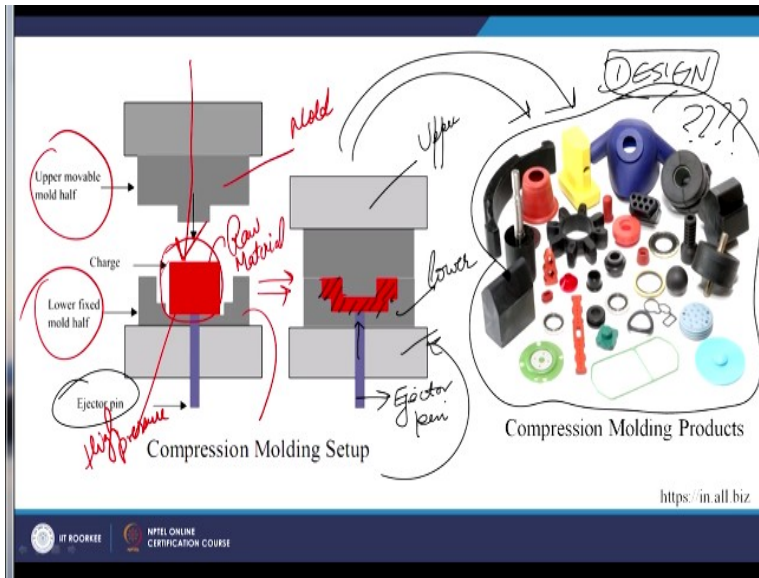 DESIGN
????
Mold
Upper
Upper movable
mold half
Charge
Raw
Material
Lower fixed
mold half
lower
Ejector pin
High
pressure
Ejector
pen
Compression Molding Setup
Compression Molding Products
https://in.all.biz
IIT ROORKEE
NPTEL ONLINE
CERTIFICATION COURSE